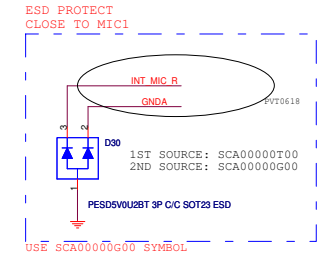 ESD PROTECT
CLOSE TO MIC1
INT_MIC_R
GNDA
PVT0618
3
2
D30
1ST SOURCE: SCA00000T00
2ND SOURCE: SCA00000G00
1
PESD5V0U2BT 3P C/C SOT23 ESD
USE SCA00000G00 SYMBOL